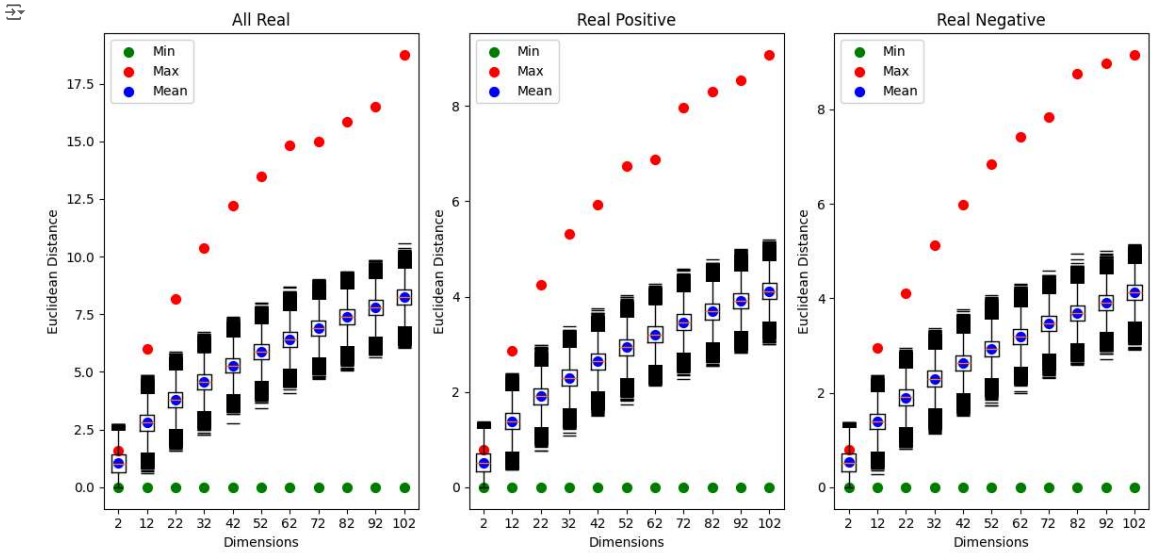 All Real
Min
Max
Mean
Euclidean Distance
17.5
15.0
12.5
10.0
7.5
5.0
2.5
0.0
2 12 22 32 42 52 62 72 82 92 102
Dimensions
Real Positive
Min
Max
Mean
Euclidean Distance
8
6
4
2
0
2 12 22 32 42 52 62 72 82 92 102
Dimensions
Real Negative
Min
Max
Mean
Euclidean Distance
8
6
4
2
0
2 12 22 32 42 52 62 72 82 92 102
Dimensions